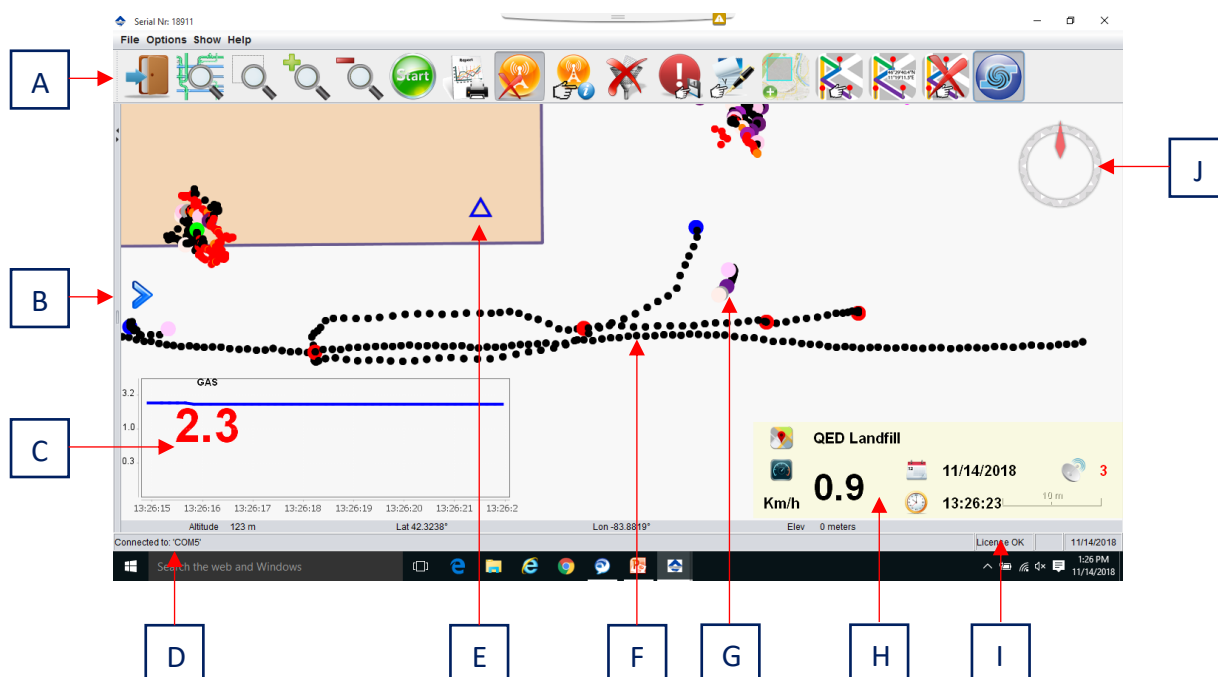 Serial Nr: 18911
File Options Show Help
A
Start
Report
J
B
GAS
3.2
2.3
1.0
0.3
C
QED Landfill
11/14/2018
3
Km/h
0.9
13:26:23
10 m
13:26:15 13:26:16 13:26:17 13:26:18 13:26:19 13:26:20 13:26:21 13:26:2
Altitude 123 m Lat 42.3238° Lon -83.8819° Elev 0 meters
Connected to: 'COM5' License OK 11/14/2018
Search the web and Windows
1:26 PM
11/14/2018
D E F G H I